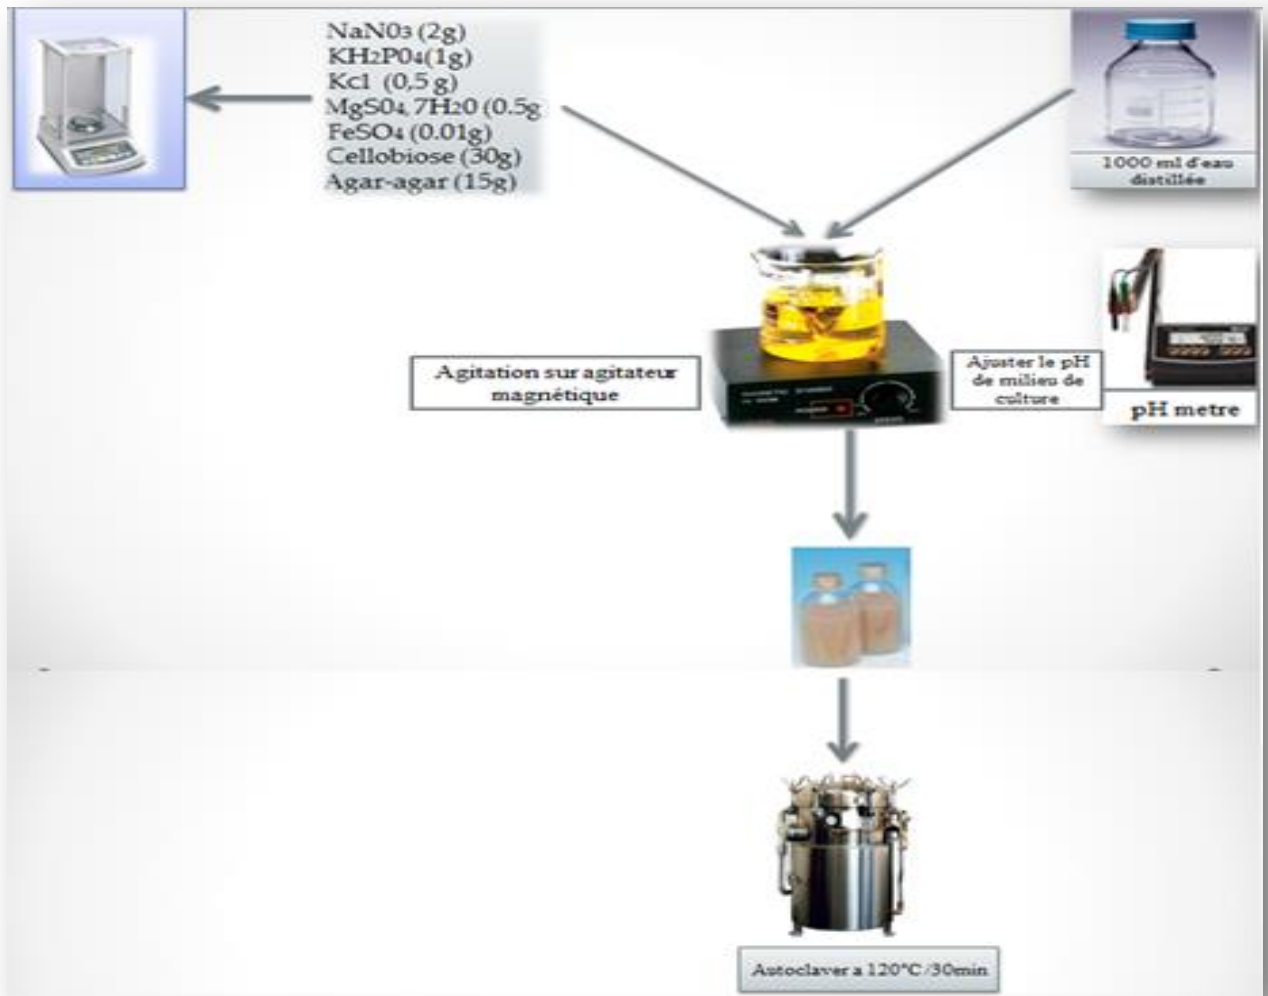 NaN03 (2g)
KH2P04(1g)
Kcl (0,5 g)
MgS04, 7H20 (0.5g
FeSO4 (0.01g)
Cellobiose (30g)
Agar-agar (15g)
1000 ml d'eau
distillée
Agitation sur agitateur
magnétique
Ajuster le pH
de milieu de
culture
pH metre
Autoclaver a 120°C /30min